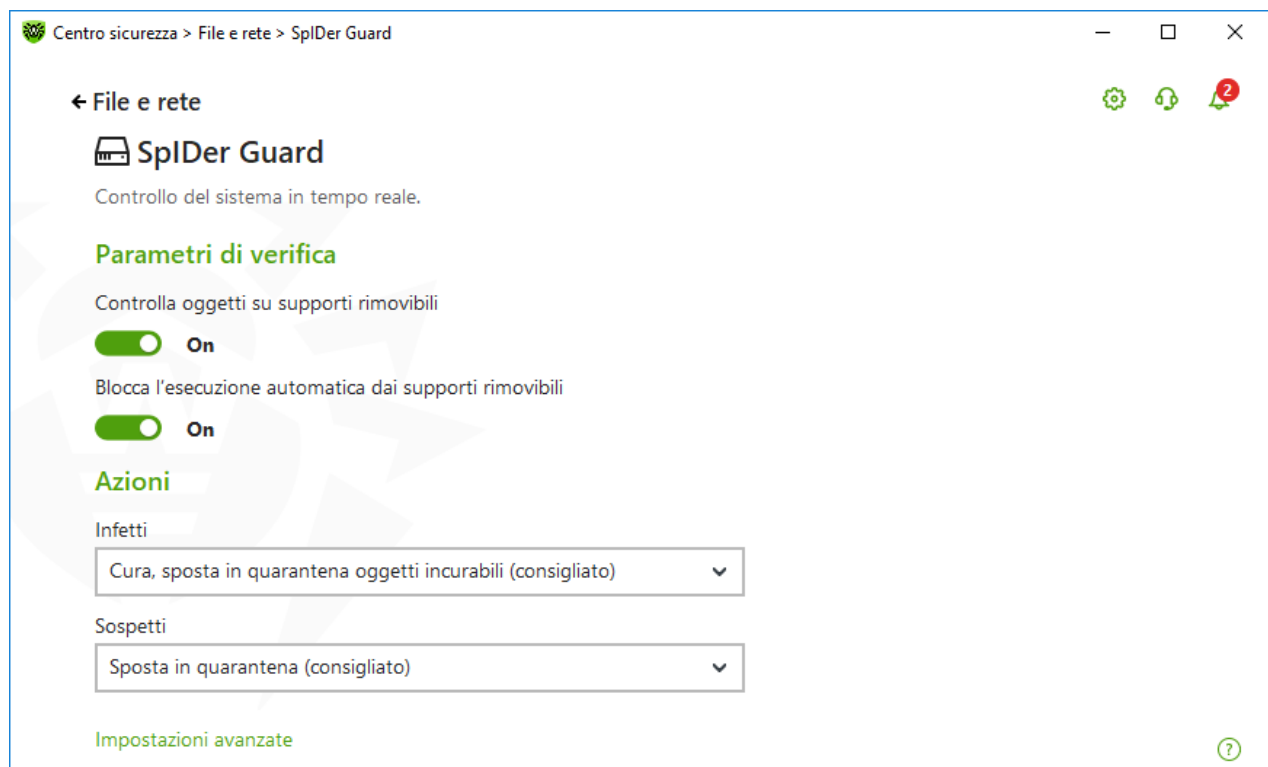 Centro sicurezza > File e rete > SpIDer Guard
File e rete
2
SpIDer Guard
Controllo del sistema in tempo reale.
Parametri di verifica
Controlla oggetti su supporti rimovibili
On
Blocca l'esecuzione automatica dai supporti rimovibili
On
Azioni
Infetti
Cura, sposta in quarantena oggetti incurabili (consigliato)
Sospetti
Sposta in quarantena (consigliato)
Impostazioni avanzate
?